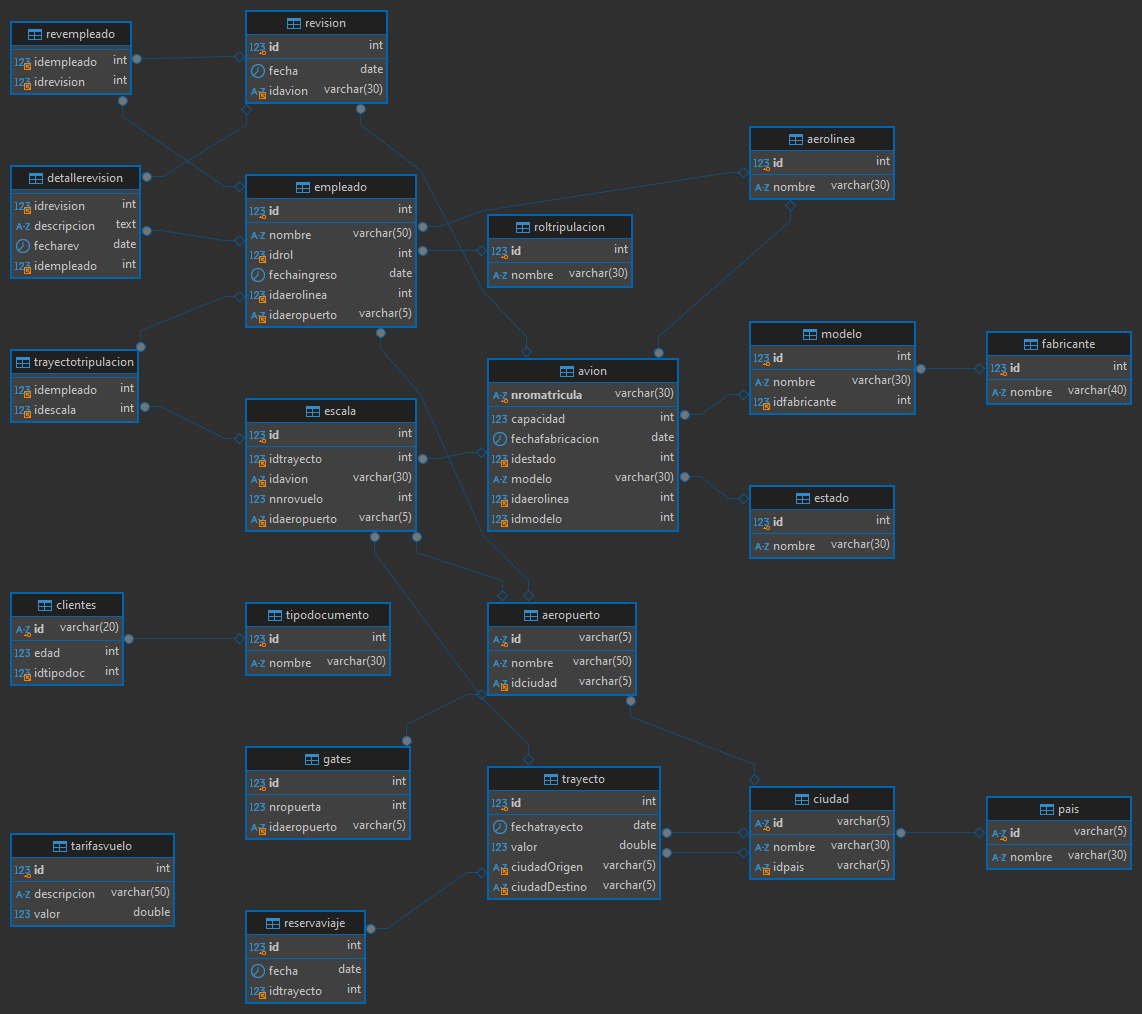 revempleado
idempleado int
idrevision int
revision
id int
fecha date
idavion varchar(30)
aerolinea
id int
nombre varchar(30)
detallerevision
idrevision int
descripcion text
fecharev date
idempleado int
empleado
id int
nombre varchar(50)
idrol int
fechaingreso date
idaerolinea int
idaeropuerto varchar(5)
roltripulacion
id int
nombre varchar(30)
trayectotripulacion
idempleado int
idescala int
escala
id int
idtrayecto int
idavion varchar(30)
nnrovuelo int
idaeropuerto varchar(5)
avion
nromatricula varchar(30)
capacidad int
fechafabricacion date
idestado int
modelo varchar(30)
idaerolinea int
idmodelo int
modelo
id int
nombre varchar(30)
idfabricante int
fabricante
id int
nombre varchar(40)
estado
id int
nombre varchar(30)
clientes
id varchar(20)
edad int
idtipodoc int
tipodocumento
id int
nombre varchar(30)
aeropuerto
id varchar(5)
nombre varchar(50)
idciudad varchar(5)
gates
id int
nropuerta int
idaeropuerto varchar(5)
trayecto
id int
fechatrayecto date
valor double
ciudadOrigen varchar(5)
ciudadDestino varchar(5)
ciudad
id varchar(5)
nombre varchar(30)
idpais varchar(5)
pais
id varchar(5)
nombre varchar(30)
tarifasvuelo
id int
descripcion varchar(50)
valor double
reservaviaje
id int
fecha date
idtrayecto int